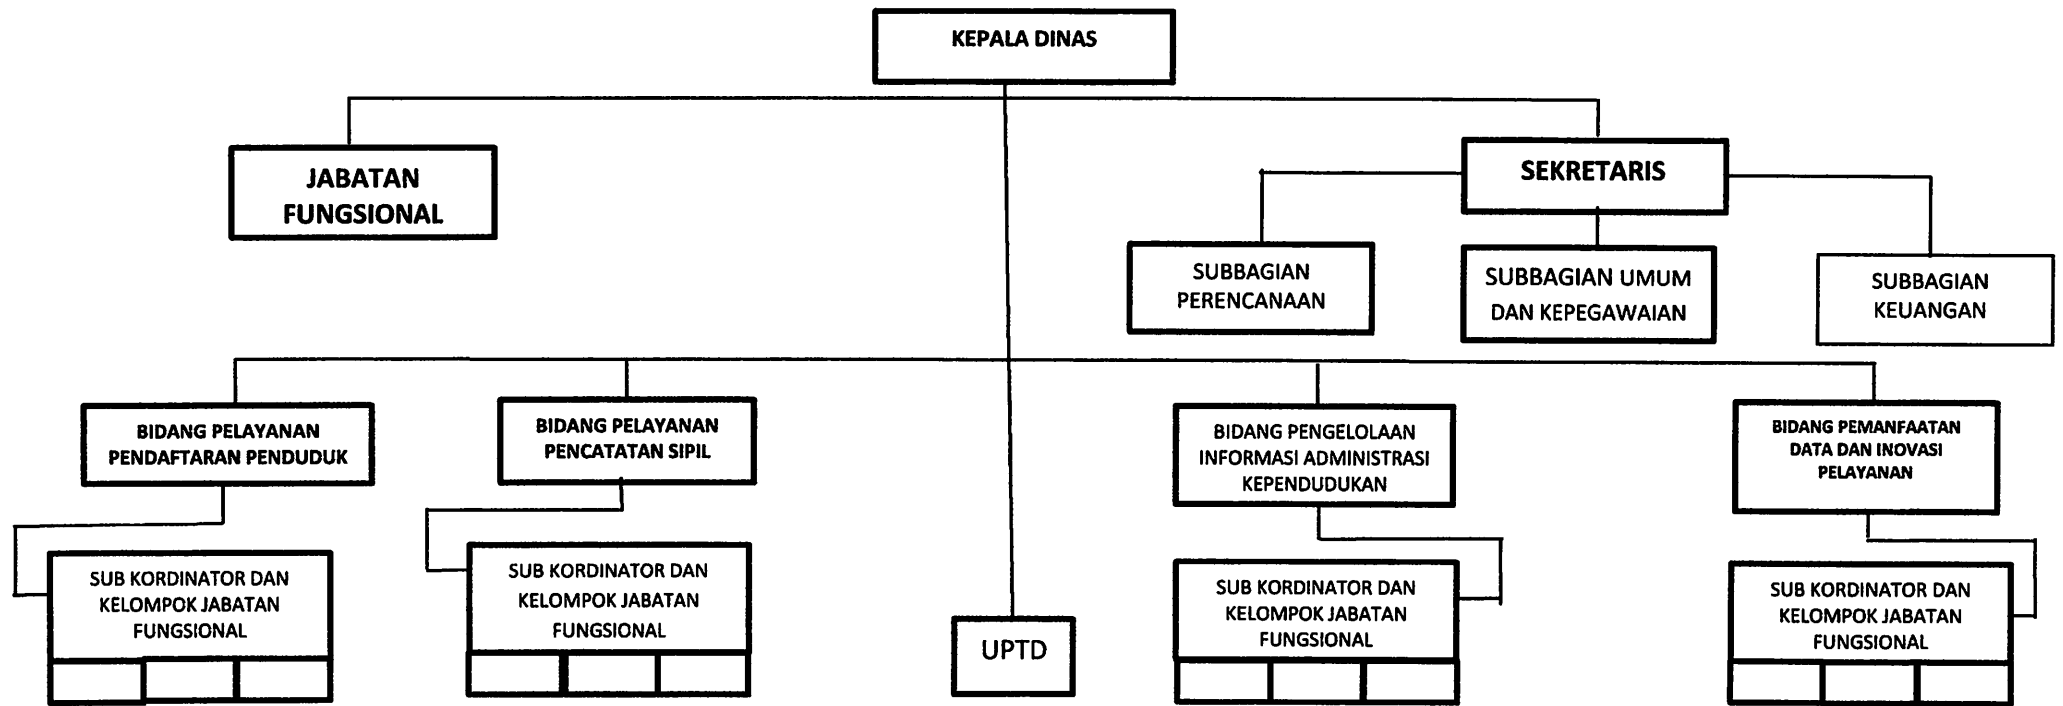 KEPALA DINAS
JABATAN
FUNGSIONAL
SEKRETARIS
SUBBAGIAN
PERENCANAAN
SUBBAGIAN UMUM
DAN KEPEGAWAIAN
SUBBAGIAN
KEUANGAN
BIDANG PELAYANAN
PENDAFTARAN PENDUDUK
BIDANG PELAYANAN
PENCATATAN SIPIL
BIDANG PENGELOLAAN
INFORMASI ADMINISTRASI
KEPENDUDUKAN
BIDANG PEMANFAATAN
DATA DAN INOVASI
PELAYANAN
SUB KORDINATOR DAN
KELOMPOK JABATAN
FUNGSIONAL
SUB KORDINATOR DAN
KELOMPOK JABATAN
FUNGSIONAL
UPTD
SUB KORDINATOR DAN
KELOMPOK JABATAN
FUNGSIONAL
SUB KORDINATOR DAN
KELOMPOK JABATAN
FUNGSIONAL